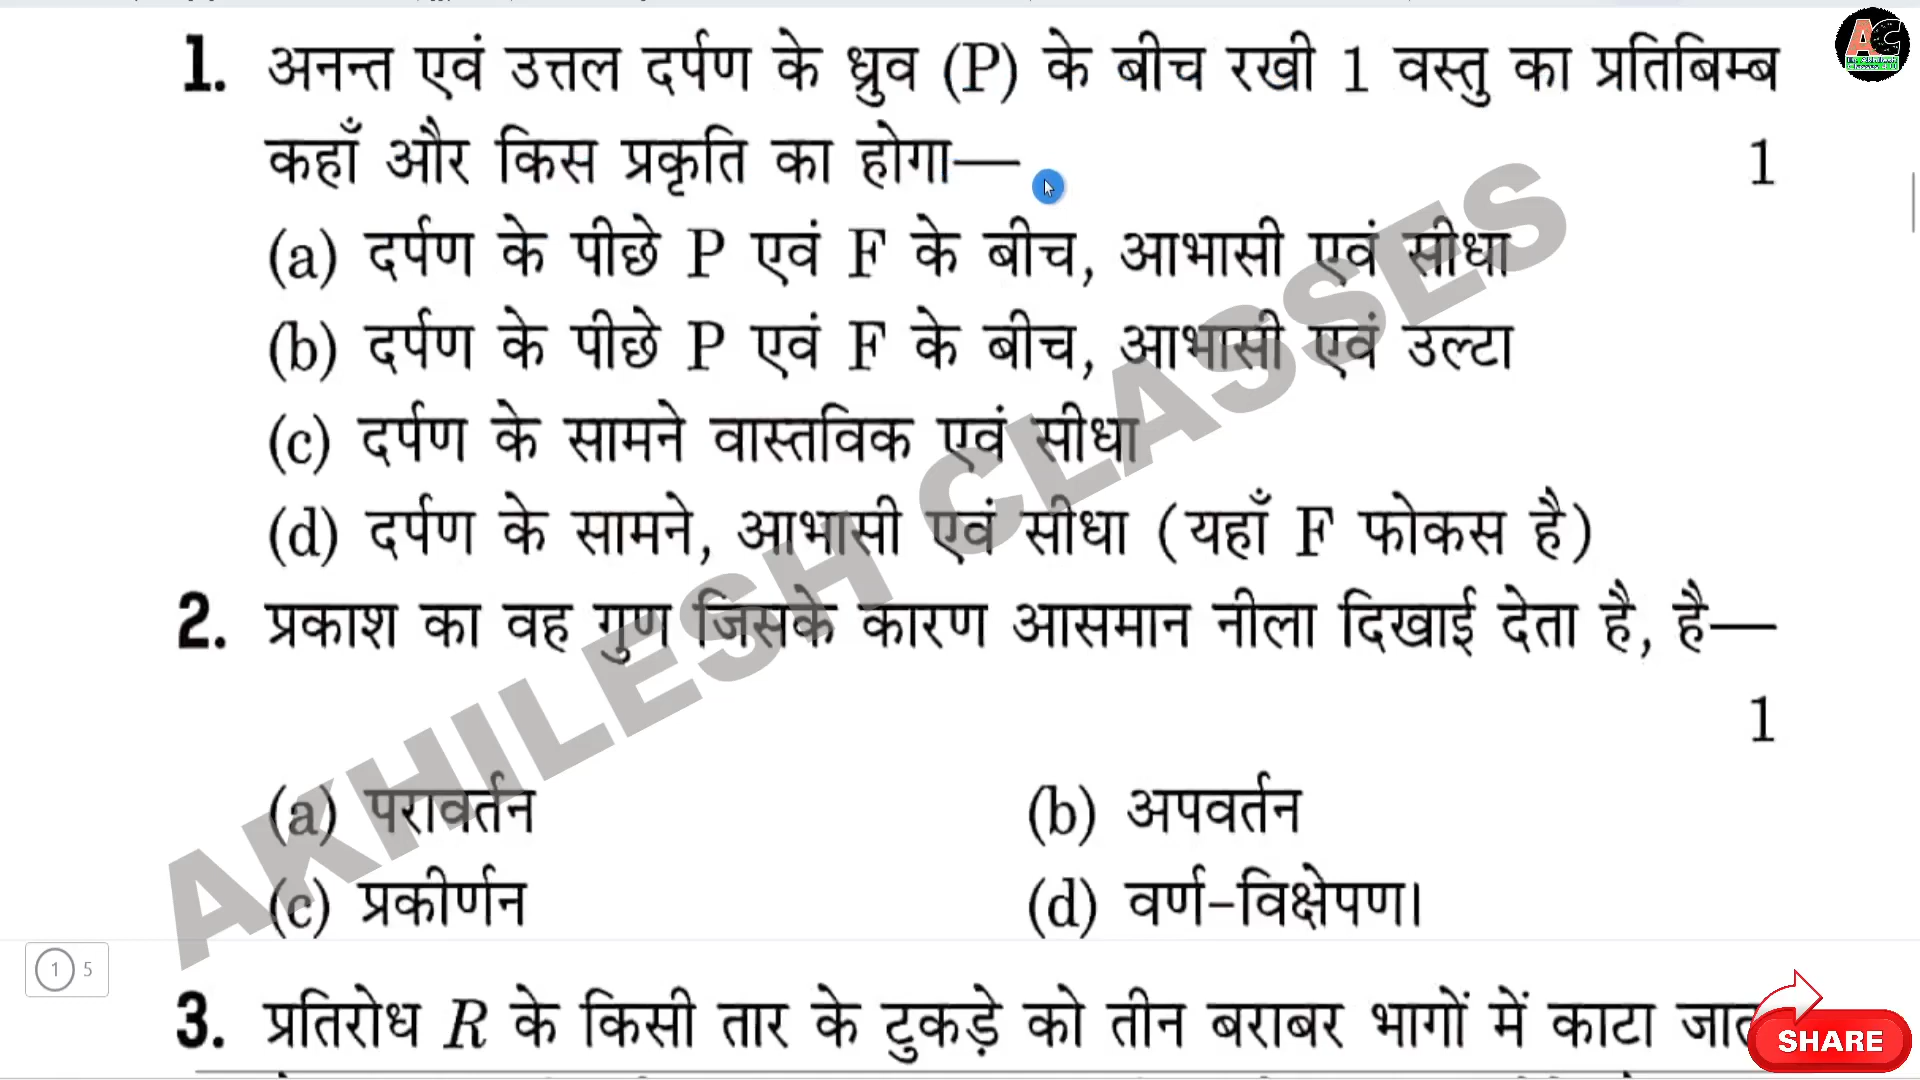 1. अनन्त एवं उत्तल दर्पण के ध्रुव (P) के बीच रखी 1 वस्तु का प्रतिबिम्ब
कहाँ और किस प्रकृति का होगा— 1
(a) दर्पण के पीछे P एवं F के बीच, आभासी एवं सीधा
(b) दर्पण के पीछे P एवं F के बीच, आभासी एवं उल्टा
(c) दर्पण के सामने वास्तविक एवं सीधा
(d) दर्पण के सामने, आभासी एवं सीधा (यहाँ F फोकस है)
2. प्रकाश का वह गुण जिसके कारण आसमान नीला दिखाई देता है, है—
1
(a) परावर्तन (b) अपवर्तन
(c) प्रकीर्णन (d) वर्ण-विक्षेपण।
3. प्रतिरोध R के किसी तार के टुकड़े को तीन बराबर भागों में काटा
AKHILESH CLASSES
AC
1 5
SHARE